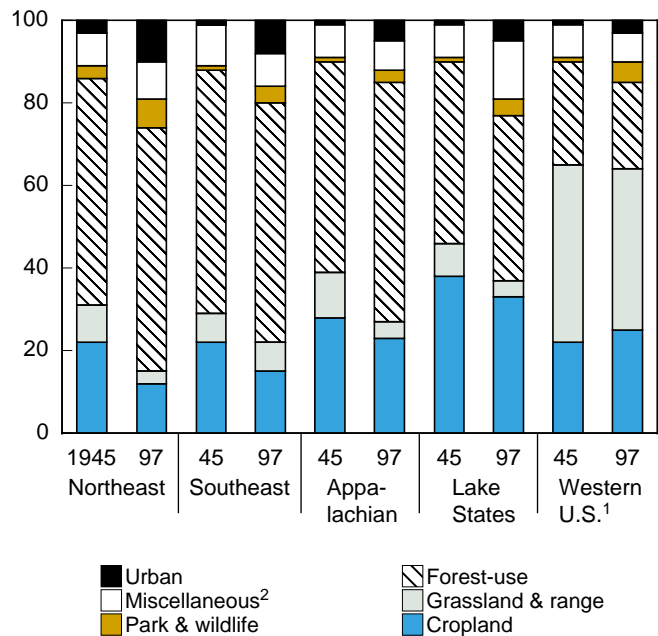 100
80
60
40
20
0
1945 97 45 97 45 97 45 97 45 97
Northeast Southeast Appa- Lake Western
lachian States U.S.¹
Urban Forest-use
Miscellaneous² Grassland & range
Park & wildlife Cropland